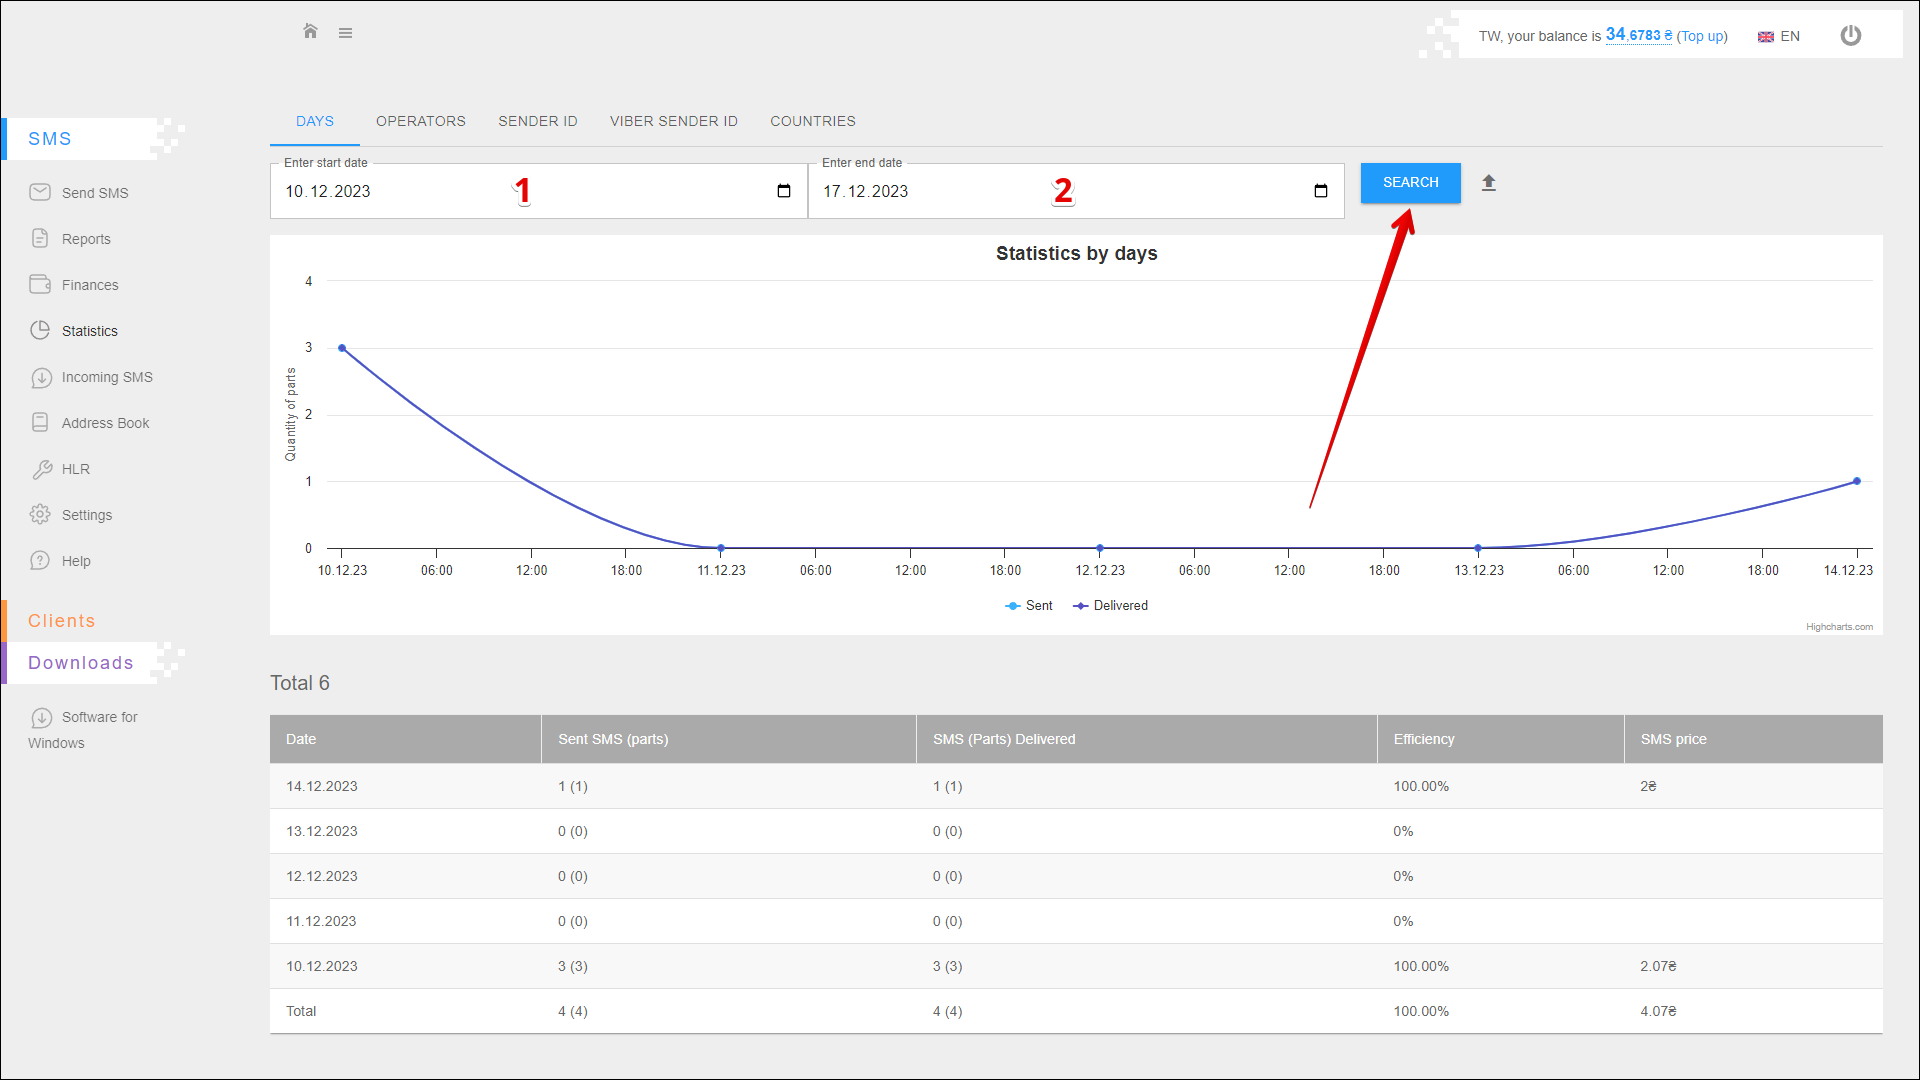 TW, your balance is 34,6783 ₴ (Top up) EN
SMS
Send SMS
Reports
Finances
Statistics
Incoming SMS
Address Book
HLR
Settings
Help
Clients
Downloads
Software for
Windows
DAYS OPERATORS SENDER ID VIBER SENDER ID COUNTRIES
Enter start date Enter end date
10.12.2023 1 17.12.2023 2 SEARCH
Statistics by days
Quantity of parts
4
3
2
1
0
10.12.23 06:00 12:00 18:00 11.12.23 06:00 12:00 18:00 12.12.23 06:00 12:00 18:00 13.12.23 06:00 12:00 18:00 14.12.23
Sent Delivered
Highcharts.com
Total 6
Date Sent SMS (parts) SMS (Parts) Delivered Efficiency SMS price
14.12.2023 1 (1) 1 (1) 100.00% 2₴
13.12.2023 0 (0) 0 (0) 0%
12.12.2023 0 (0) 0 (0) 0%
11.12.2023 0 (0) 0 (0) 0%
10.12.2023 3 (3) 3 (3) 100.00% 2.07₴
Total 4 (4) 4 (4) 100.00% 4.07₴